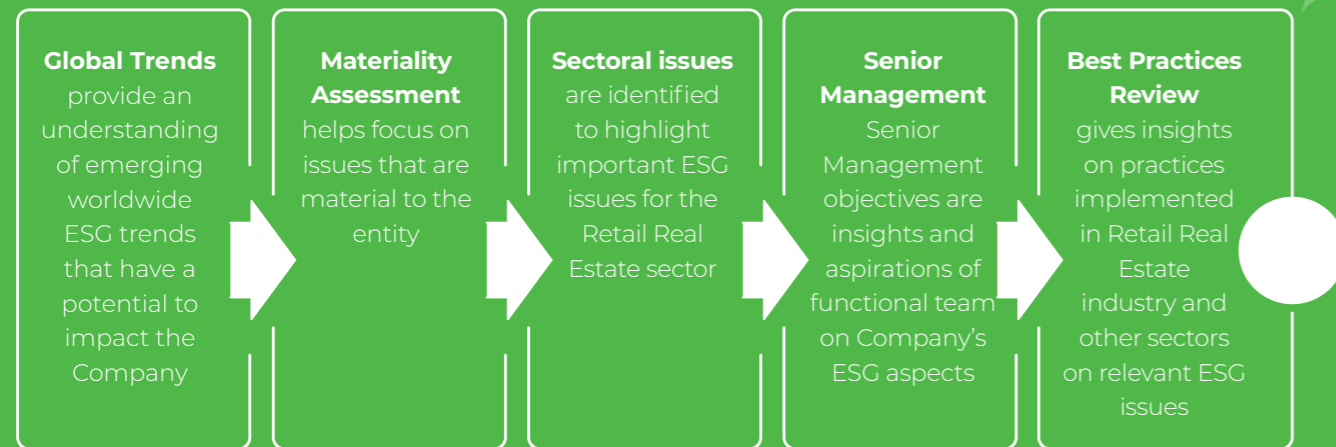 Global Trends
provide an
understanding
of emerging
worldwide
ESG trends
that have a
potential to
impact the
Company
Materiality
Assessment
helps focus on
issues that are
material to the
entity
Sectoral issues
are identified
to highlight
important ESG
issues for the
Retail Real
Estate sector
Senior
Management
Senior
Management
objectives are
insights and
aspirations of
functional team
on Company’s
ESG aspects
Best Practices
Review
gives insights
on practices
implemented
in Retail Real
Estate
industry and
other sectors
on relevant ESG
issues